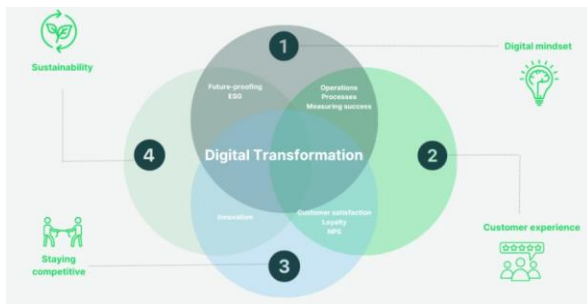 1
Digital mindset
Sustainability
Future-proofing
ESG
Operations
Processes
Measuring success
4
Digital Transformation
2
Innovation
Customer satisfaction
Loyalty
NPS
Customer experience
Staying
competitive
3